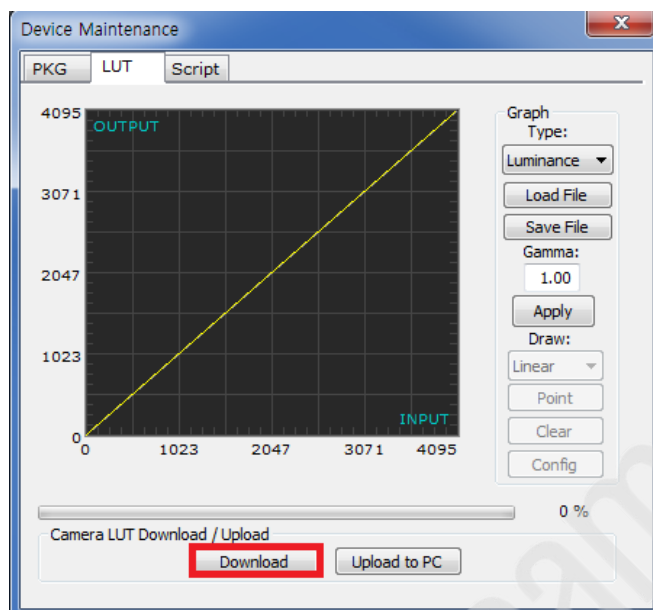 Device Maintenance
x
PKG LUT Script
4095
OUTPUT
3071
2047
1023
0
INPUT
0 1023 2047 3071 4095
Graph
Type:
Luminance
Load File
Save File
Gamma:
1.00
Apply
Draw:
Linear
Point
Clear
Config
0 %
Camera LUT Download / Upload
Download Upload to PC